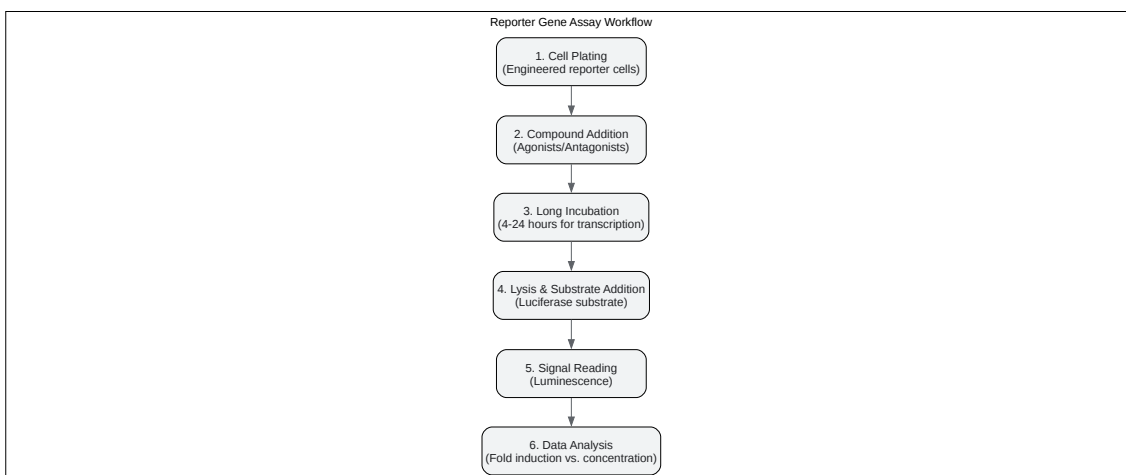 Reporter Gene Assay Workflow
1. Cell Plating
(Engineered reporter cells)
2. Compound Addition
(Agonists/Antagonists)
3. Long Incubation
(4-24 hours for transcription)
4. Lysis & Substrate Addition
(Luciferase substrate)
5. Signal Reading
(Luminescence)
6. Data Analysis
(Fold induction vs. concentration)